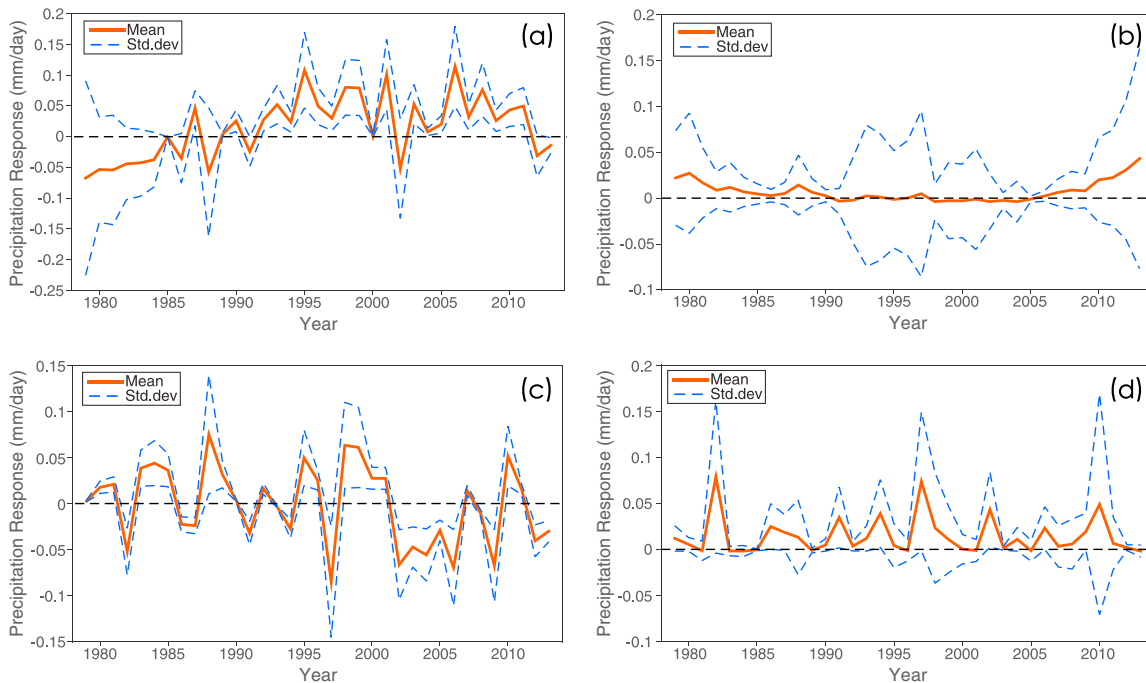 Precipitation Response (mm/day)
0.2
0.15
0.1
0.05
0
-0.05
-0.1
-0.15
-0.2
-0.25
Mean
Std.dev
(a)
1980 1985 1990 1995 2000 2005 2010
Year
Precipitation Response (mm/day)
0.2
0.15
0.1
0.05
0
-0.05
-0.1
Mean
Std.dev
(b)
1980 1985 1990 1995 2000 2005 2010
Year
Precipitation Response (mm/day)
0.15
0.1
0.05
0
-0.05
-0.1
-0.15
Mean
Std.dev
(c)
1980 1985 1990 1995 2000 2005 2010
Year
Precipitation Response (mm/day)
0.2
0.15
0.1
0.05
0
-0.05
-0.1
Mean
Std.dev
(d)
1980 1985 1990 1995 2000 2005 2010
Year